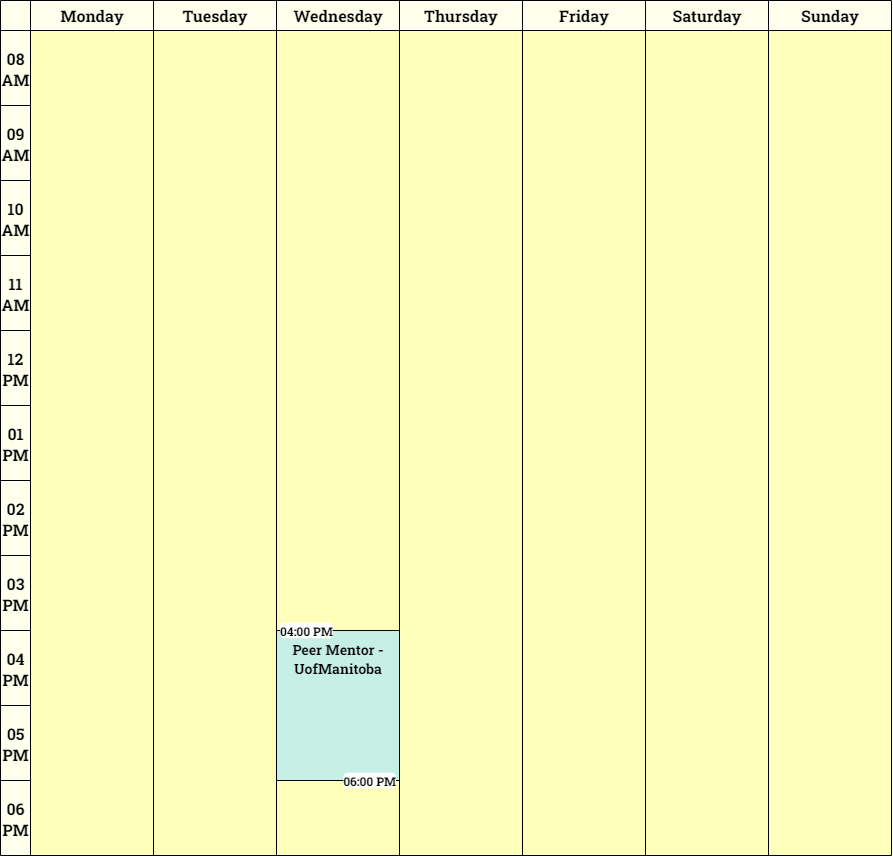 Monday Tuesday Wednesday Thursday Friday Saturday Sunday
08
AM
09
AM
10
AM
11
AM
12
PM
01
PM
02
PM
03
PM
04:00 PM
Peer Mentor -
UofManitoba
04
PM
05
PM
06:00 PM
06
PM